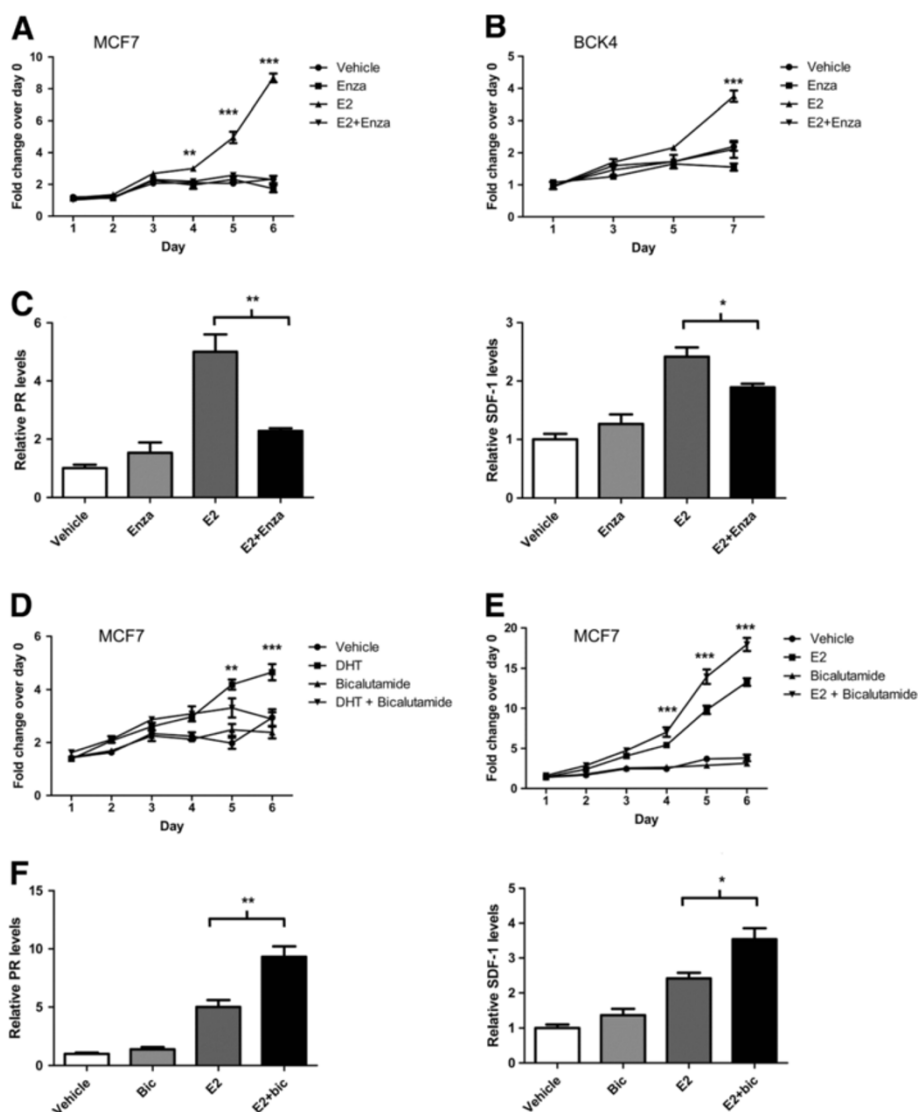 A
MCF7
Fold change over day 0
10
8
6
4
2
0
***
***
**
1 2 3 4 5 6
Day
Vehicle
Enza
E2
E2+Enza
B
BCK4
Fold change over day 0
5
4
3
2
1
0
***
1 3 5 7
Day
Vehicle
Enza
E2
E2+Enza
C
Relative PR levels
6
4
2
0
**
Vehicle Enza E2 E2+Enza
Relative SDF-1 levels
3
2
1
0
*
Vehicle Enza E2 E2+Enza
D
MCF7
Fold change over day 0
6
4
2
0
**
***
1 2 3 4 5 6
Day
Vehicle
DHT
Bicalutamide
DHT + Bicalutamide
E
MCF7
Fold change over day 0
20
15
10
5
0
***
***
***
1 2 3 4 5 6
Day
Vehicle
E2
Bicalutamide
E2 + Bicalutamide
F
Relative PR levels
15
10
5
0
**
Vehicle Bic E2 E2+bic
Relative SDF-1 levels
5
4
3
2
1
0
*
Vehicle Bic E2 E2+bic